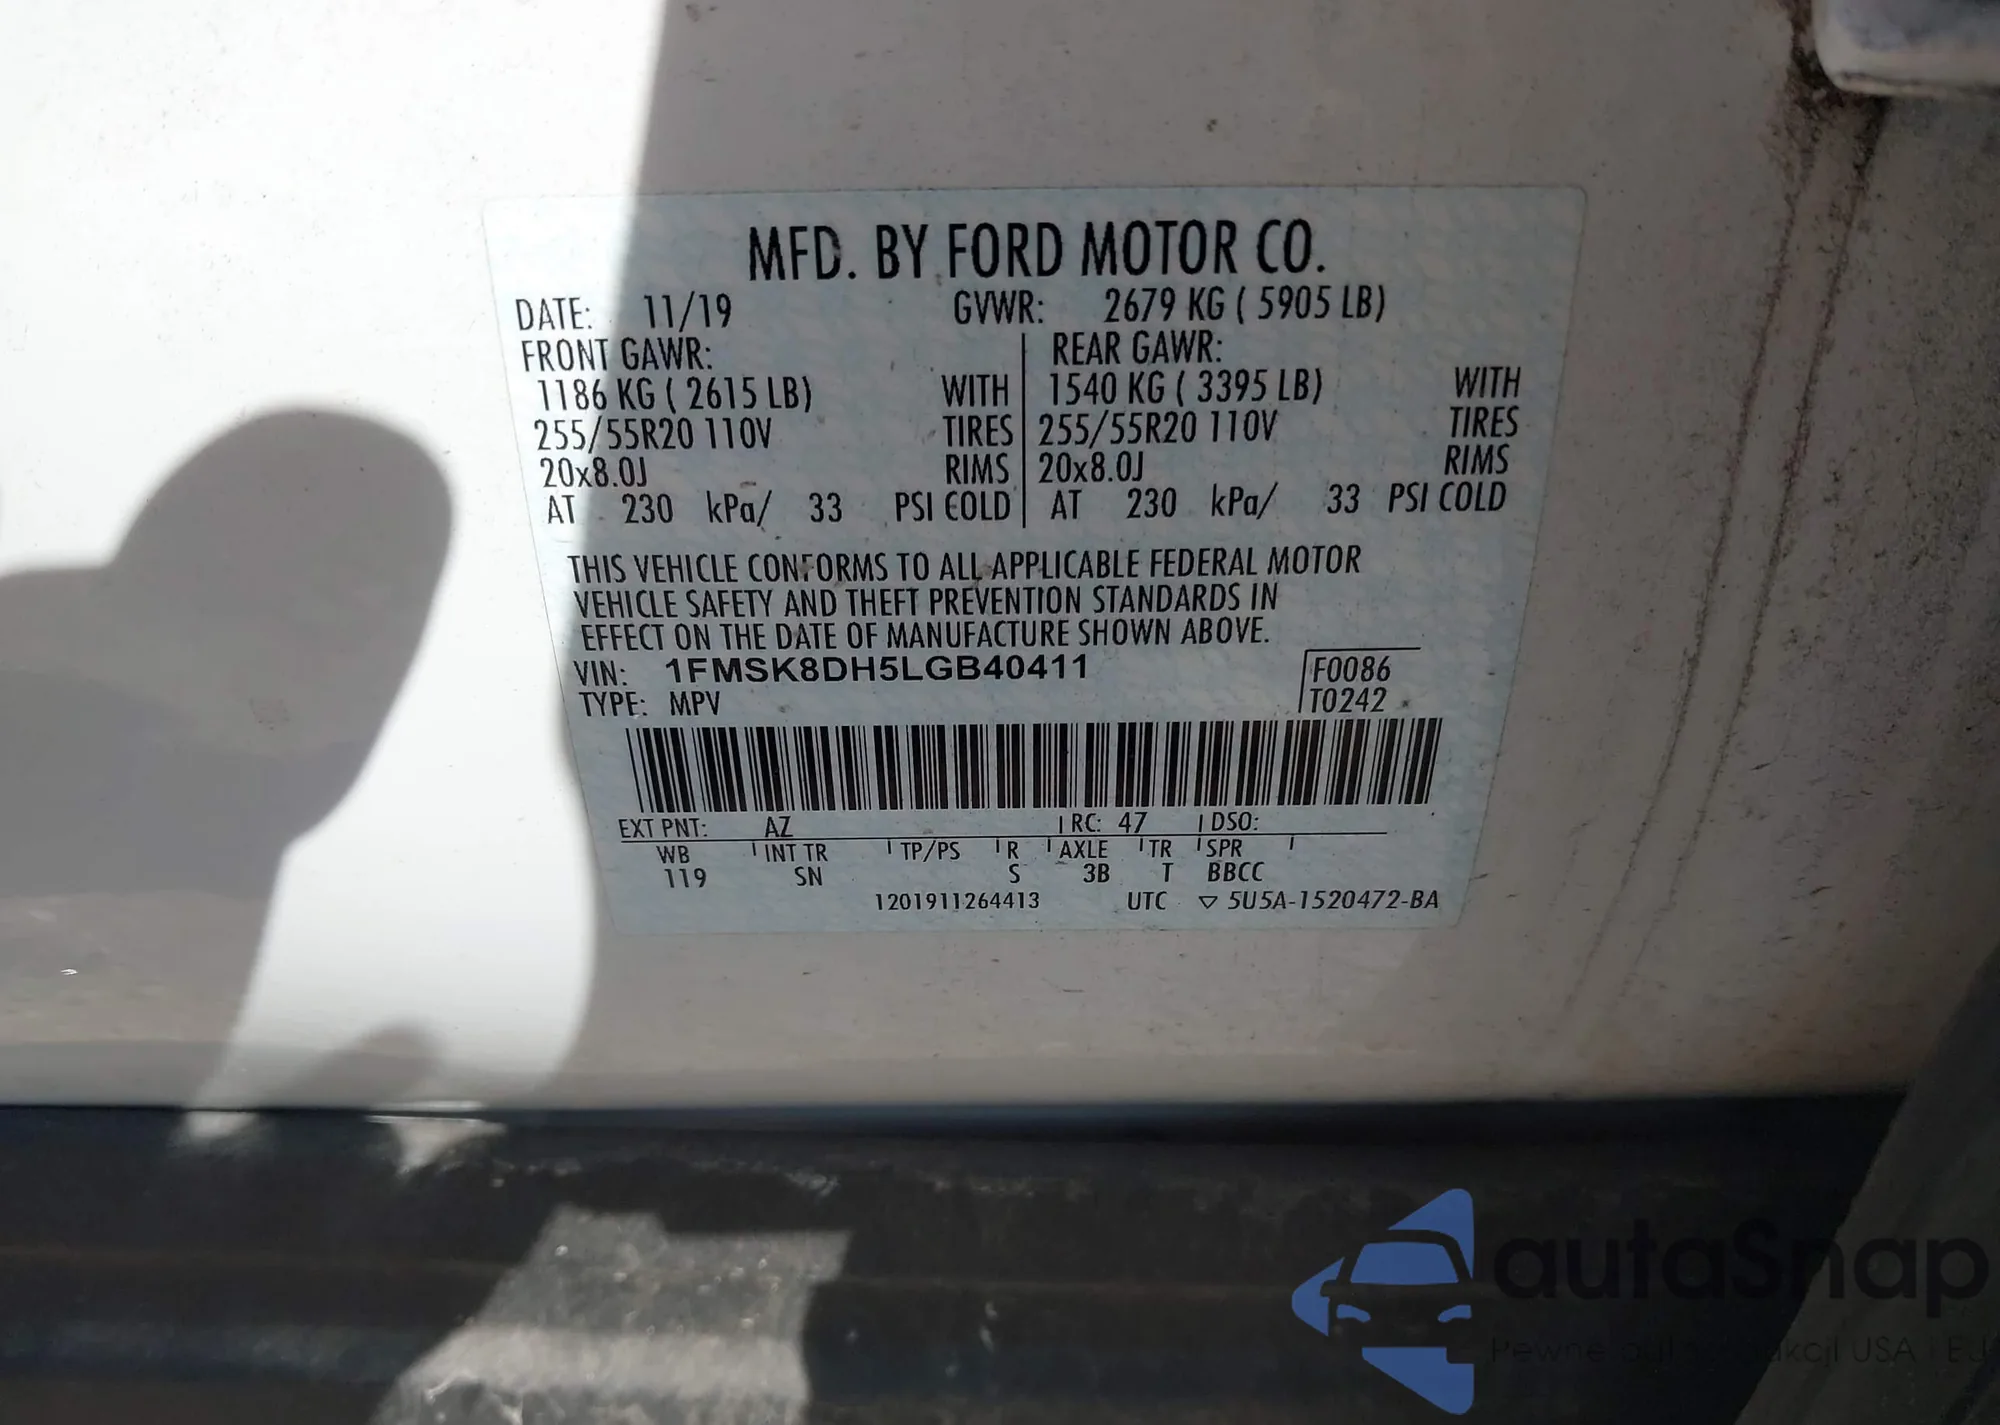 MFD. BY FORD MOTOR CO.
DATE: 11/19 GVWR: 2679 KG ( 5905 LB)
FRONT GAWR: REAR GAWR:
1186 KG ( 2615 LB) WITH 1540 KG ( 3395 LB) WITH
255/55R20 110V TIRES 255/55R20 110V TIRES
20x8.0J RIMS 20x8.0J RIMS
AT 230 kPa/ 33 PSI COLD AT 230 kPa/ 33 PSI COLD
THIS VEHICLE CONFORMS TO ALL APPLICABLE FEDERAL MOTOR
VEHICLE SAFETY AND THEFT PREVENTION STANDARDS IN
EFFECT ON THE DATE OF MANUFACTURE SHOWN ABOVE.
VIN: 1FMSK8DH5LGB40411 F0086
TYPE: MPV T0242
EXT PNT: AZ RC: 47 DSO:
WB INT TR TP/PS R AXLE TR SPR
119 SN S 3B T BBCC
1201911264413 UTC ▽ 5U5A-1520472-BA
autaSnap
Pewne USA